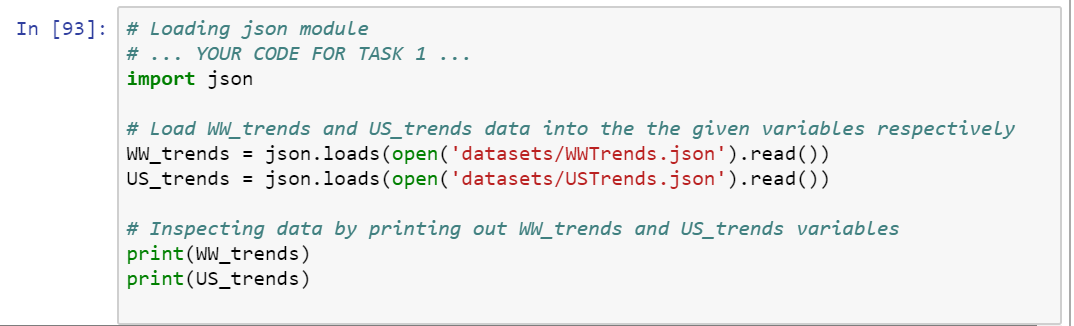 In [93]: # Loading json module
# ... YOUR CODE FOR TASK 1 ...
import json
# Load WW_trends and US_trends data into the the given variables respectively
WW_trends = json.loads(open('datasets/WWTrends.json').read())
US_trends = json.loads(open('datasets/USTrends.json').read())
# Inspecting data by printing out WW_trends and US_trends variables
print(WW_trends)
print(US_trends)